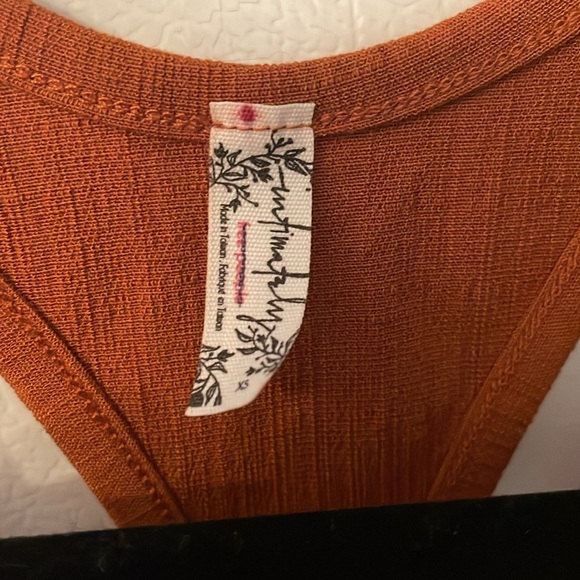 intimately
free people
Made in Taiwan . Fabriqué en Taiwan
XS